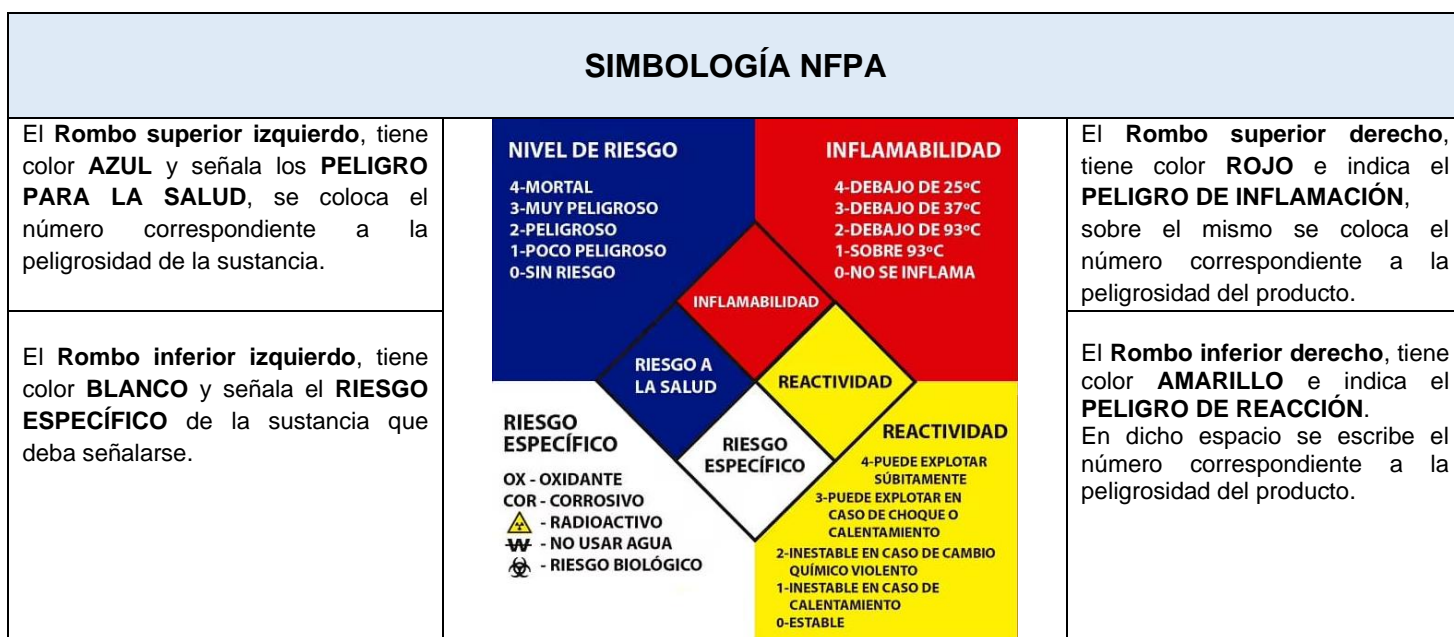 SIMBOLOGÍA NFPA
El Rombo superior izquierdo, tiene
color AZUL y señala los PELIGRO
PARA LA SALUD, se coloca el
número correspondiente a la
peligrosidad de la sustancia.
El Rombo inferior izquierdo, tiene
color BLANCO y señala el RIESGO
ESPECÍFICO de la sustancia que
deba señalarse.
NIVEL DE RIESGO
4-MORTAL
3-MUY PELIGROSO
2-PELIGROSO
1-POCO PELIGROSO
0-SIN RIESGO
INFLAMABILIDAD
4-DEBAJO DE 25ºC
3-DEBAJO DE 37ºC
2-DEBAJO DE 93ºC
1-SOBRE 93ºC
0-NO SE INFLAMA
INFLAMABILIDAD
RIESGO A
LA SALUD
REACTIVIDAD
RIESGO
ESPECÍFICO
RIESGO
ESPECÍFICO
OX - OXIDANTE
COR - CORROSIVO
- RADIOACTIVO
W - NO USAR AGUA
- RIESGO BIOLÓGICO
REACTIVIDAD
4-PUEDE EXPLOTAR
SÚBITAMENTE
3-PUEDE EXPLOTAR EN
CASO DE CHOQUE O
CALENTAMIENTO
2-INESTABLE EN CASO DE CAMBIO
QUÍMICO VIOLENTO
1-INESTABLE EN CASO DE
CALENTAMIENTO
0-ESTABLE
El Rombo superior derecho,
tiene color ROJO e indica el
PELIGRO DE INFLAMACIÓN,
sobre el mismo se coloca el
número correspondiente a la
peligrosidad del producto.
El Rombo inferior derecho, tiene
color AMARILLO e indica el
PELIGRO DE REACCIÓN.
En dicho espacio se escribe el
número correspondiente a la
peligrosidad del producto.